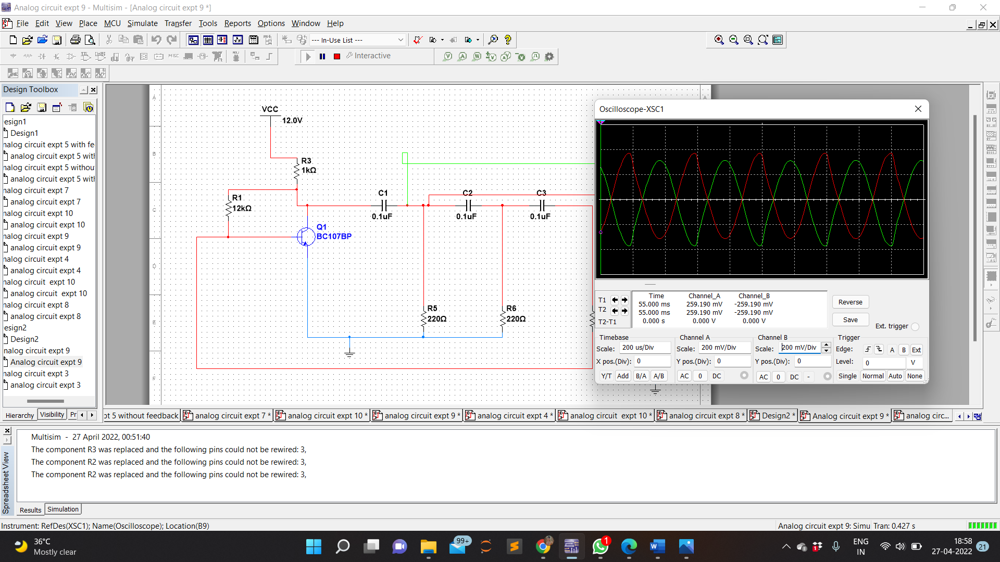 Analog circuit expt 9 - Multisim - [Analog circuit expt 9 *]
File Edit View Place MCU Simulate Transfer Tools Reports Options Window Help
--- In-Use List ---
MISC Interactive
Design Toolbox
esign1
Design1
nalog circuit expt 5 with fe
analog circuit expt 5 with
nalog circuit expt 5 withou
analog circuit expt 5 with
nalog circuit expt 7
analog circuit expt 7
nalog circuit expt 10
analog circuit expt 10
nalog circuit expt 9
analog circuit expt 9
nalog circuit expt 4
analog circuit expt 4
nalog circuit  expt 10
analog circuit  expt 10
nalog circuit expt 8
analog circuit expt 8
esign2
Design2
nalog circuit expt 9
Analog circuit expt 9
nalog circuit expt 3
analog circuit expt 3
Hierarchy Visibility Pr
A
B
C
D
E
F
A
VCC
12.0V
R3
1kΩ
R1
12kΩ
Q1
BC107BP
C1
0.1uF
C2
0.1uF
C3
0.1uF
R5
220Ω
R6
220Ω
Oscilloscope-XSC1
Time Channel_A Channel_B
T1 55.000 ms 259.190 mV -259.190 mV
T2 55.000 ms 259.190 mV -259.190 mV
T2-T1 0.000 s 0.000 V 0.000 V
Reverse
Save
Ext. trigger
Timebase Channel A Channel B Trigger
Scale: 200 us/Div Scale: 200 mV/Div Scale: 200 mV/Div Edge: A B Ext
X pos.(Div): 0 Y pos.(Div): 0 Y pos.(Div): 0 Level: 0 V
Y/T Add B/A A/B AC 0 DC AC 0 DC - Single Normal Auto None
pt 5 without feedback analog circuit expt 7 * analog circuit expt 10 * analog circuit expt 9 * analog circuit expt 4 * analog circuit  expt 10 * analog circuit expt 8 * Design2 * Analog circuit expt 9 * analog circ...
Spreadsheet View
Multisim  -  27 April 2022, 00:51:40
The component R3 was replaced and the following pins could not be rewired: 3,
The component R2 was replaced and the following pins could not be rewired: 3,
The component R2 was replaced and the following pins could not be rewired: 3,
Results Simulation
Instrument: RefDes(XSC1); Name(Oscilloscope); Location(B9) Analog circuit expt 9: Simu Tran: 0.427 s
36°C
Mostly clear
99+
1
1
ENG
IN
18:58
27-04-2022
21